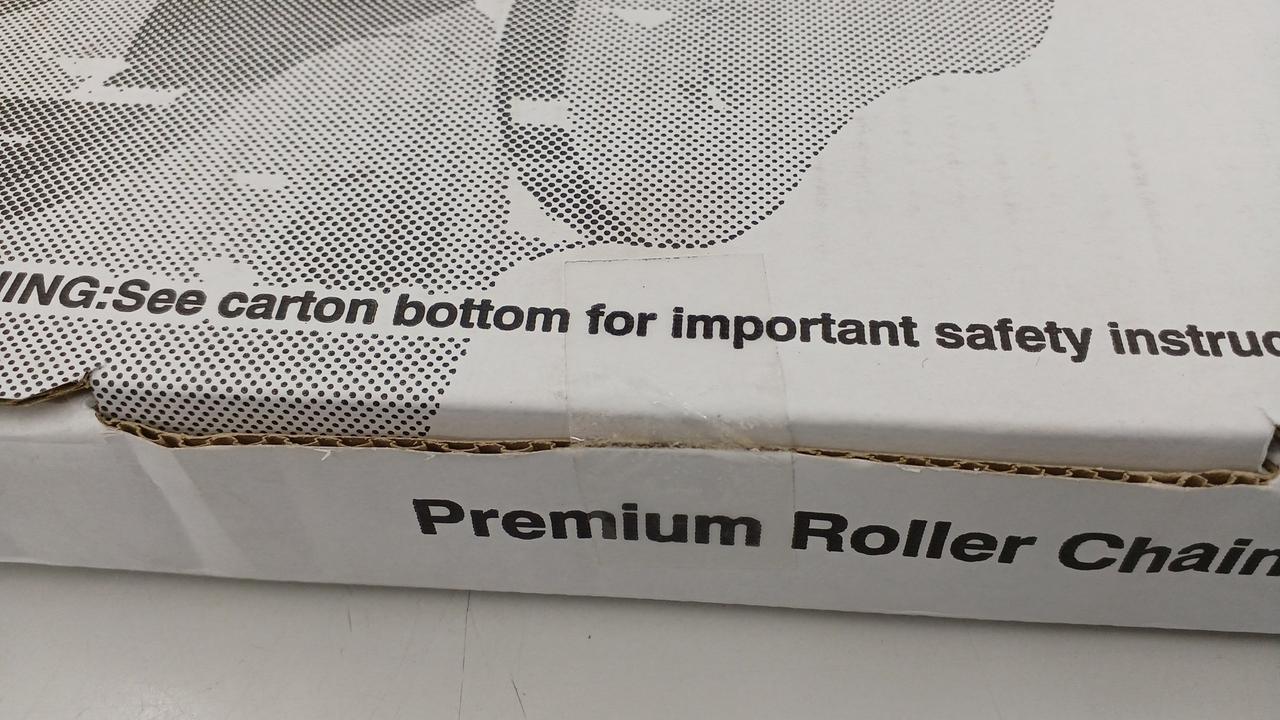 NING:See carton bottom for important safety instruc
Premium Roller Chain